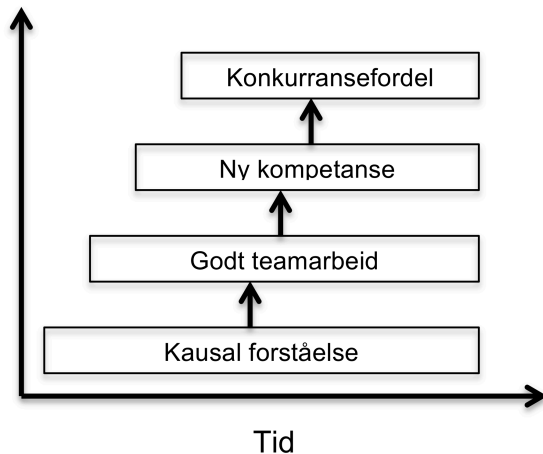 Konkurransefordel
Ny kompetanse
Godt teamarbeid
Kausal forståelse
Tid